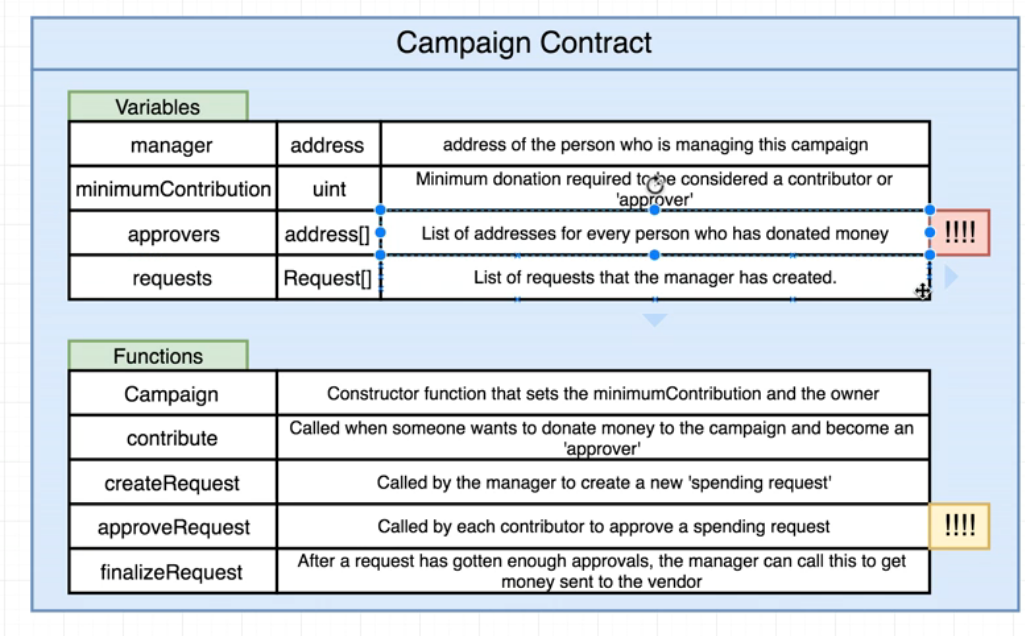 Campaign Contract
Variables
manager address address of the person who is managing this campaign
minimumContribution uint Minimum donation required to be considered a contributor or
'approver'
approvers address[] List of addresses for every person who has donated money !!!!
requests Request[] List of requests that the manager has created.
Functions
Campaign Constructor function that sets the minimumContribution and the owner
contribute Called when someone wants to donate money to the campaign and become an
'approver'
createRequest Called by the manager to create a new 'spending request'
approveRequest Called by each contributor to approve a spending request !!!!
finalizeRequest After a request has gotten enough approvals, the manager can call this to get
money sent to the vendor